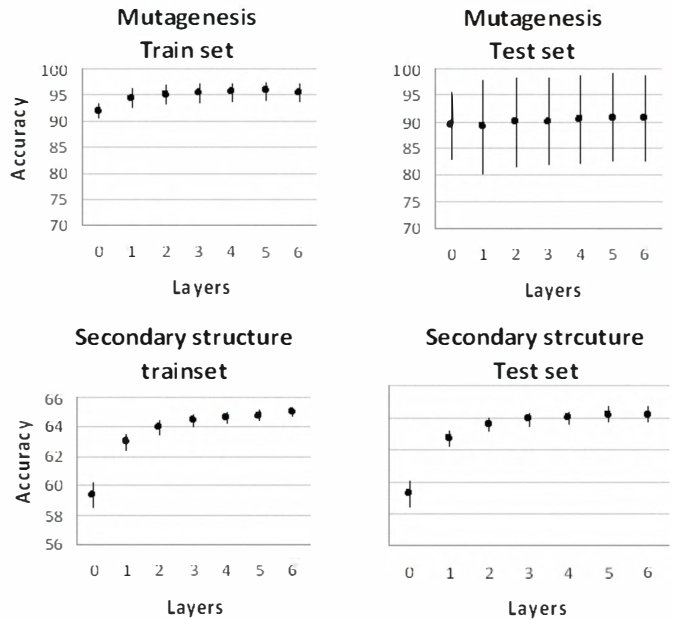 Mutagenesis
Train set
100
95
90
85
80
75
70
Accuracy
0 1 2 3 4 5 6
Layers
Mutagenesis
Test set
100
95
90
85
80
75
70
0 1 2 3 4 5 6
Layers
Secondary structure
trainset
66
64
62
60
58
56
Accuracy
0 1 2 3 4 5 6
Layers
Secondary strcuture
Test set
0 1 2 3 4 5 6
Layers